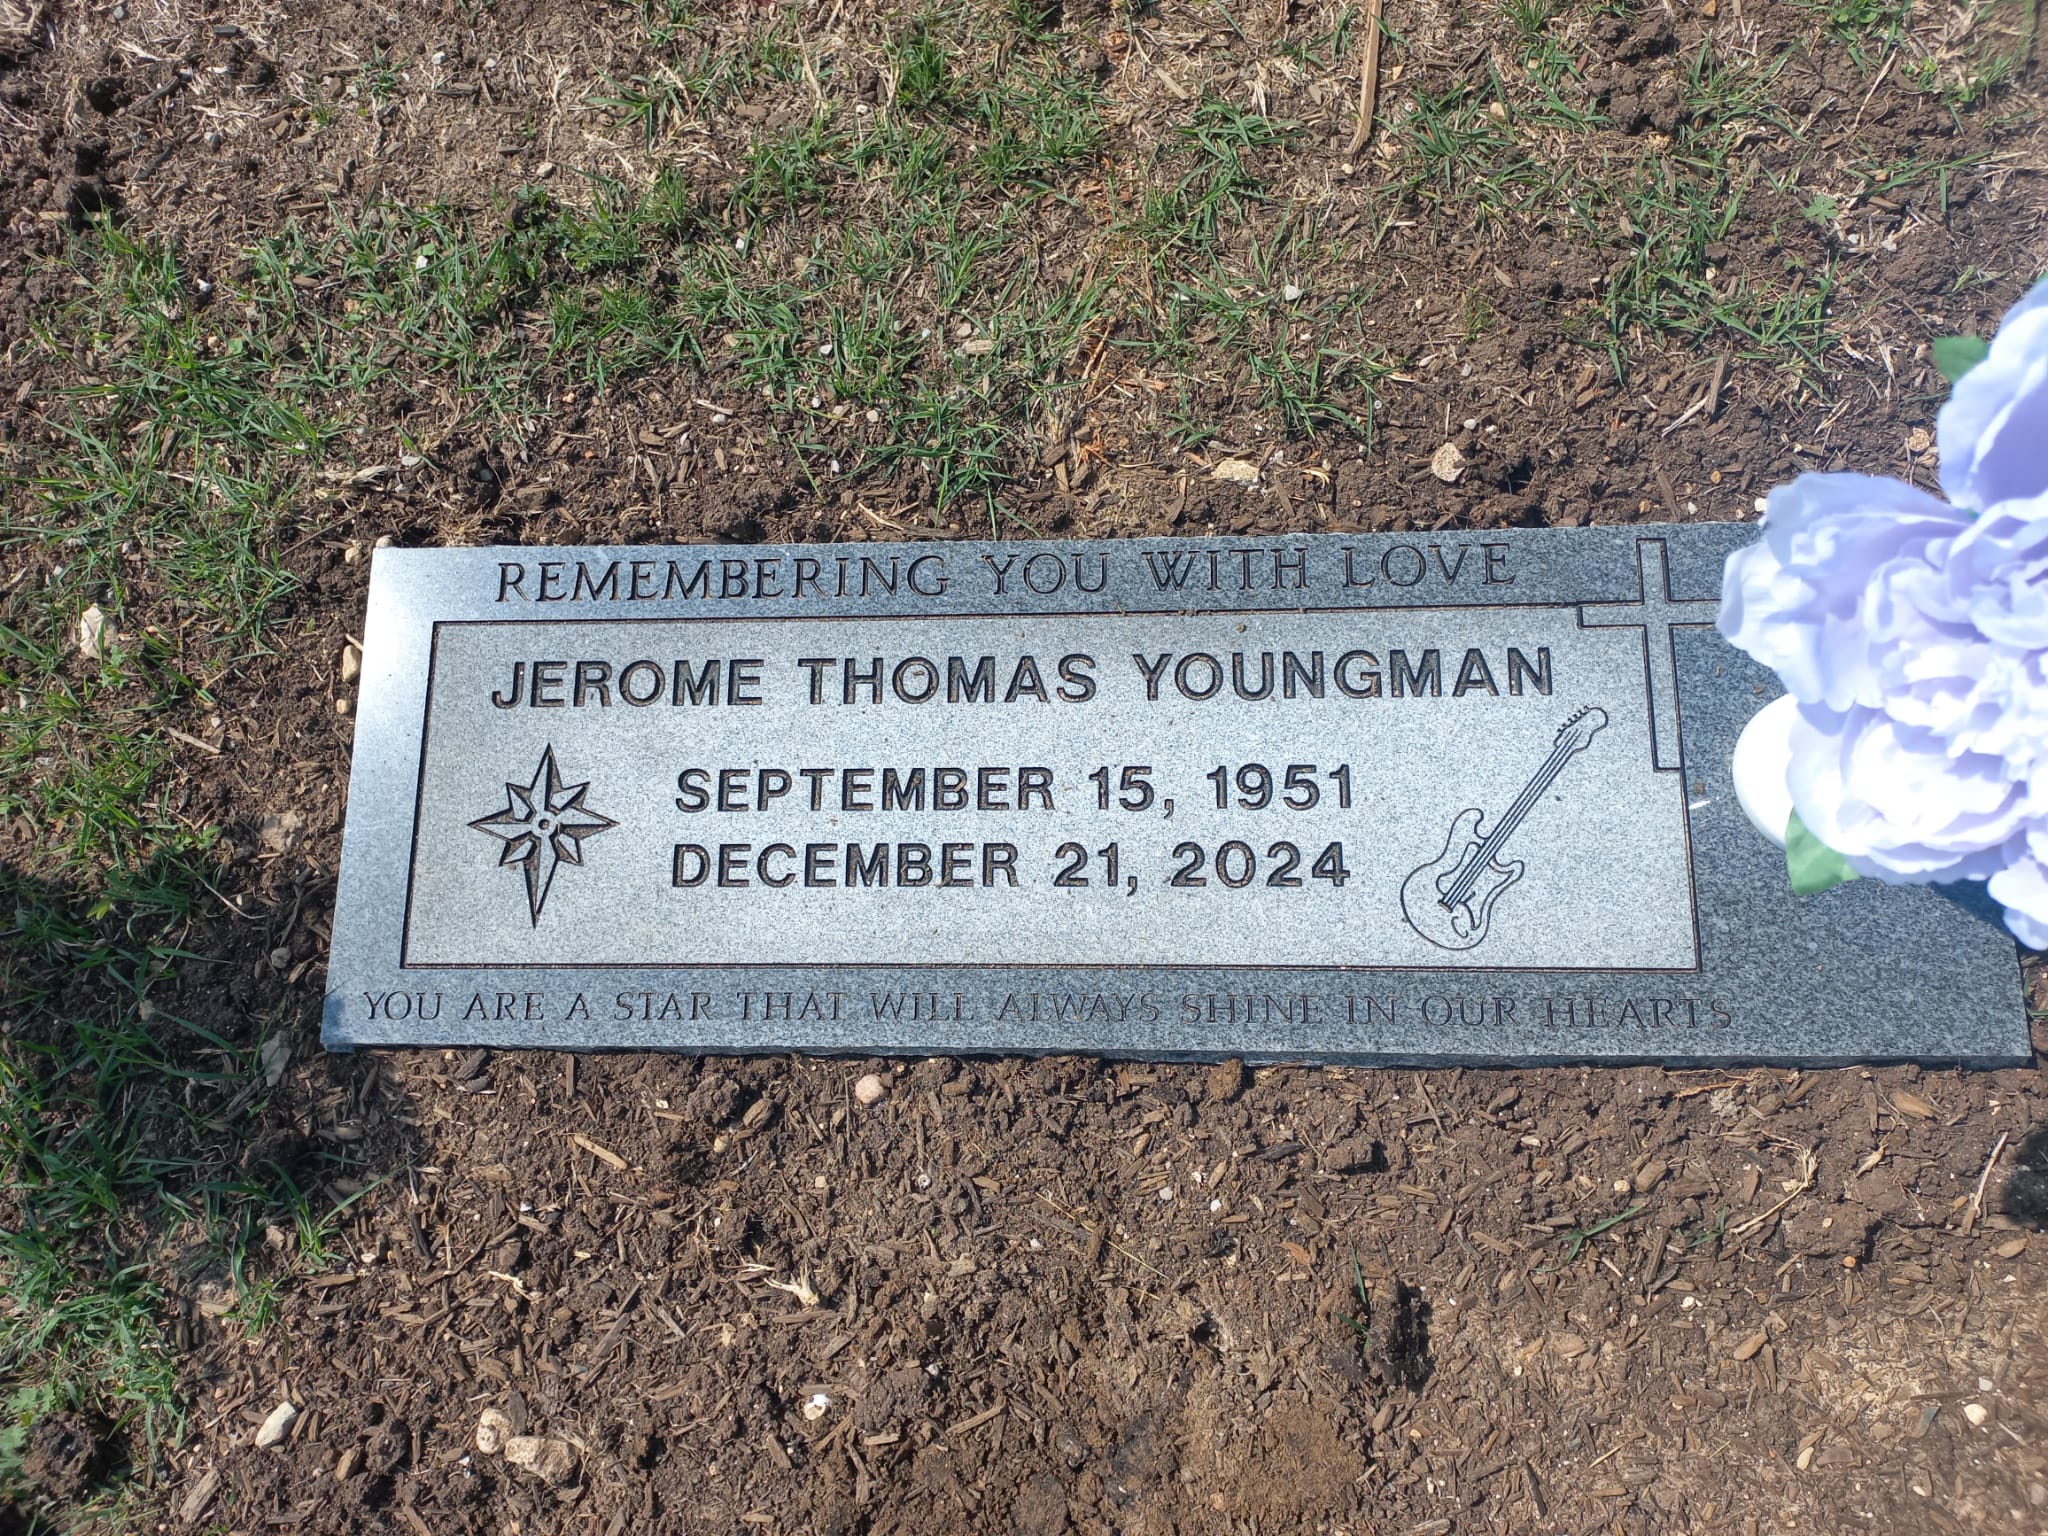 REMEMBERING YOU WITH LOVE
JEROME THOMAS YOUNGMAN
SEPTEMBER 15, 1951
DECEMBER 21, 2024
YOU ARE A STAR THAT WILL ALWAYS SHINE IN OUR HEARTS